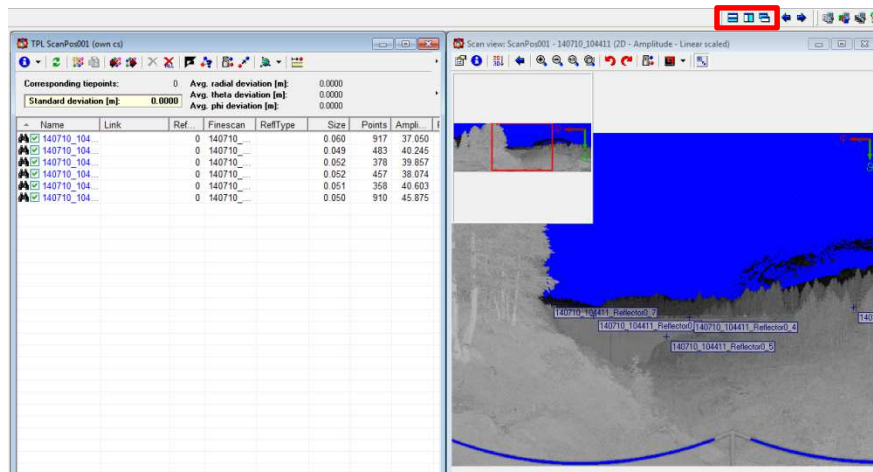 TPL ScanPos001 (own cs)
Corresponding tiepoints: 0 Avg. radial deviation [m]: 0.0000
Avg. theta deviation [m]: 0.0000
Standard deviation [m]: 0.0000 Avg. phi deviation [m]: 0.0000
Name Link Ref... Finescan ReflType Size Points Ampli...
140710_104... 0 140710_... 0.060 917 37.050
140710_104... 0 140710_... 0.049 483 40.245
140710_104... 0 140710_... 0.052 378 39.857
140710_104... 0 140710_... 0.052 457 38.074
140710_104... 0 140710_... 0.051 358 40.603
140710_104... 0 140710_... 0.050 910 45.875
Scan view: ScanPos001 - 140710_104411 (2D - Amplitude - Linear scaled)
140710_104411_Reflector0_7
140710_104411_Reflector0_
140710_104411_Reflector0_4
140710_104411_Reflector0_5
140